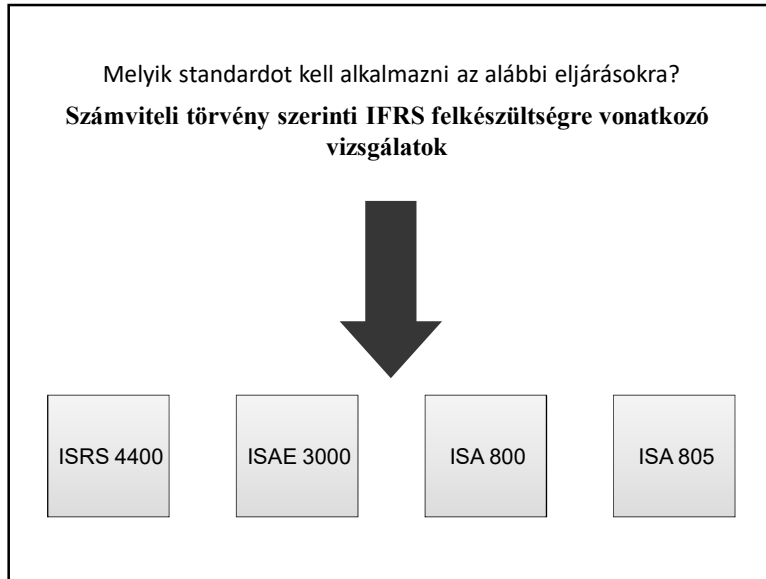 Melyik standardot kell alkalmazni az alábbi eljárásokra?
Számviteli törvény szerinti IFRS felkészültségre vonatkozó
vizsgálatok
ISRS 4400
ISAE 3000
ISA 800
ISA 805